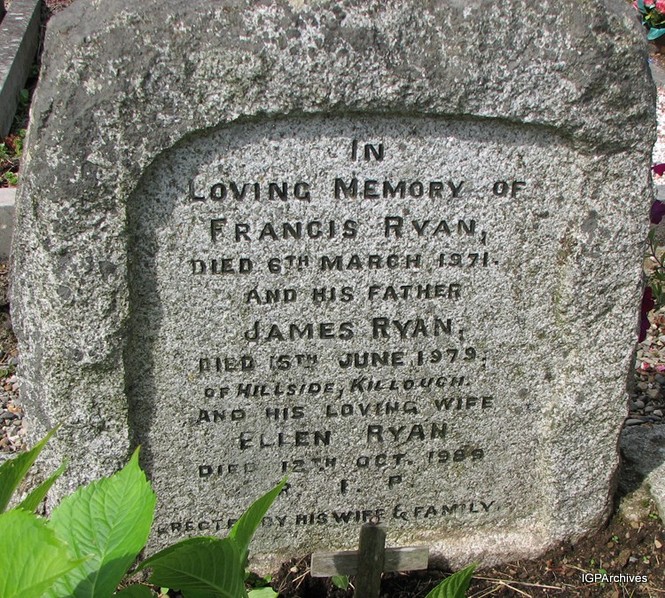 IN
LOVING MEMORY OF
FRANCIS RYAN,
DIED 6TH MARCH 1971.
AND HIS FATHER
JAMES RYAN,
DIED 15TH JUNE 1979.
OF HILLSIDE, KILLOUGH.
AND HIS LOVING WIFE
ELLEN RYAN
DIED 12TH OCT. 1989
R. I. P.
ERECTED BY HIS WIFE & FAMILY
IGPArchives